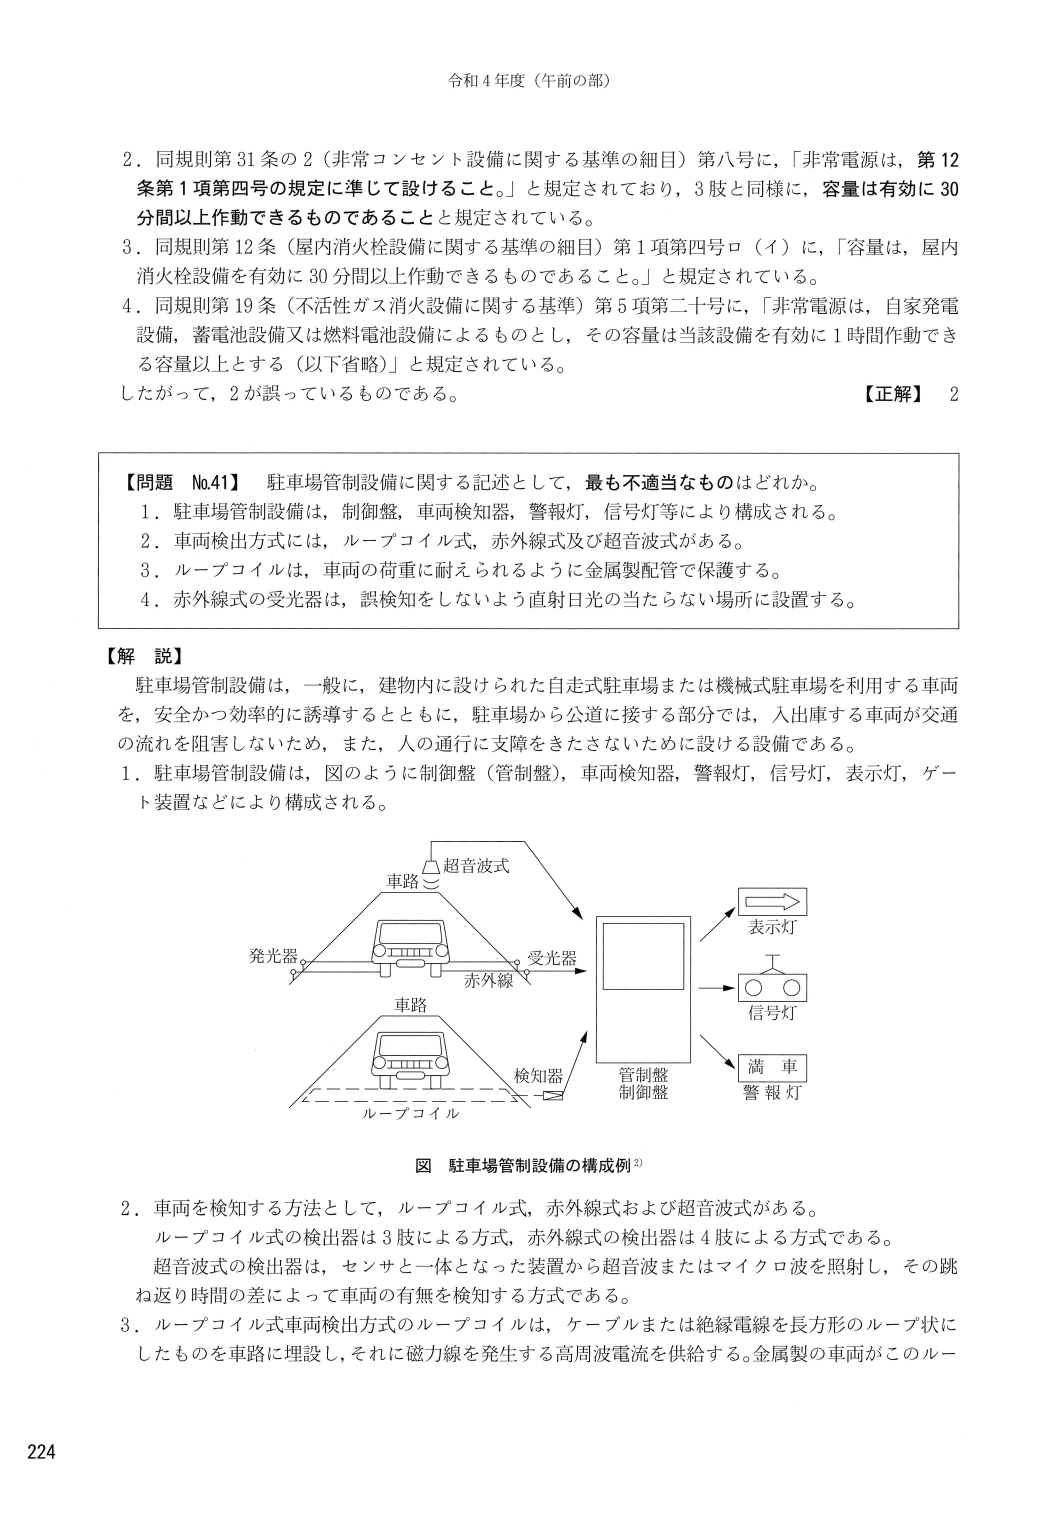 令和4年度（午前の部）
2．同規則第31条の2（非常コンセント設備に関する基準の細目）第八号に，「非常電源は，第12
条第1項第四号の規定に準じて設けること。」と規定されており，3肢と同様に，容量は有効に30
分間以上作動できるものであることと規定されている。
3．同規則第12条（屋内消火栓設備に関する基準の細目）第1項第四号ロ（イ）に，「容量は，屋内
消火栓設備を有効に30分間以上作動できるものであること。」と規定されている。
4．同規則第19条（不活性ガス消火設備に関する基準）第5項第二十号に，「非常電源は，自家発電
設備，蓄電池設備又は燃料電池設備によるものとし，その容量は当該設備を有効に1時間作動でき
る容量以上とする（以下省略）」と規定されている。
したがって，2が誤っているものである。　【正解】　2
【問題　No.41】　駐車場管制設備に関する記述として，最も不適当なものはどれか。
1．駐車場管制設備は，制御盤，車両検知器，警報灯，信号灯等により構成される。
2．車両検出方式には，ループコイル式，赤外線式及び超音波式がある。
3．ループコイルは，車両の荷重に耐えられるように金属製配管で保護する。
4．赤外線式の受光器は，誤検知をしないよう直射日光の当たらない場所に設置する。
【解　説】
駐車場管制設備は，一般に，建物内に設けられた自走式駐車場または機械式駐車場を利用する車両
を，安全かつ効率的に誘導するとともに，駐車場から公道に接する部分では，入出庫する車両が交通
の流れを阻害しないため，また，人の通行に支障をきたさないために設ける設備である。
1．駐車場管制設備は，図のように制御盤（管制盤），車両検知器，警報灯，信号灯，表示灯，ゲー
ト装置などにより構成される。
超音波式
車路
発光器
受光器
赤外線
車路
検知器
ループコイル
管制盤
制御盤
表示灯
信号灯
満　車
警報灯
図　駐車場管制設備の構成例2)
2．車両を検知する方法として，ループコイル式，赤外線式および超音波式がある。
ループコイル式の検出器は3肢による方式，赤外線式の検出器は4肢による方式である。
超音波式の検出器は，センサと一体となった装置から超音波またはマイクロ波を照射し，その跳
ね返り時間の差によって車両の有無を検知する方式である。
3．ループコイル式車両検出方式のループコイルは，ケーブルまたは絶縁電線を長方形のループ状に
したものを車路に埋設し，それに磁力線を発生する高周波電流を供給する。金属製の車両がこのルー
224